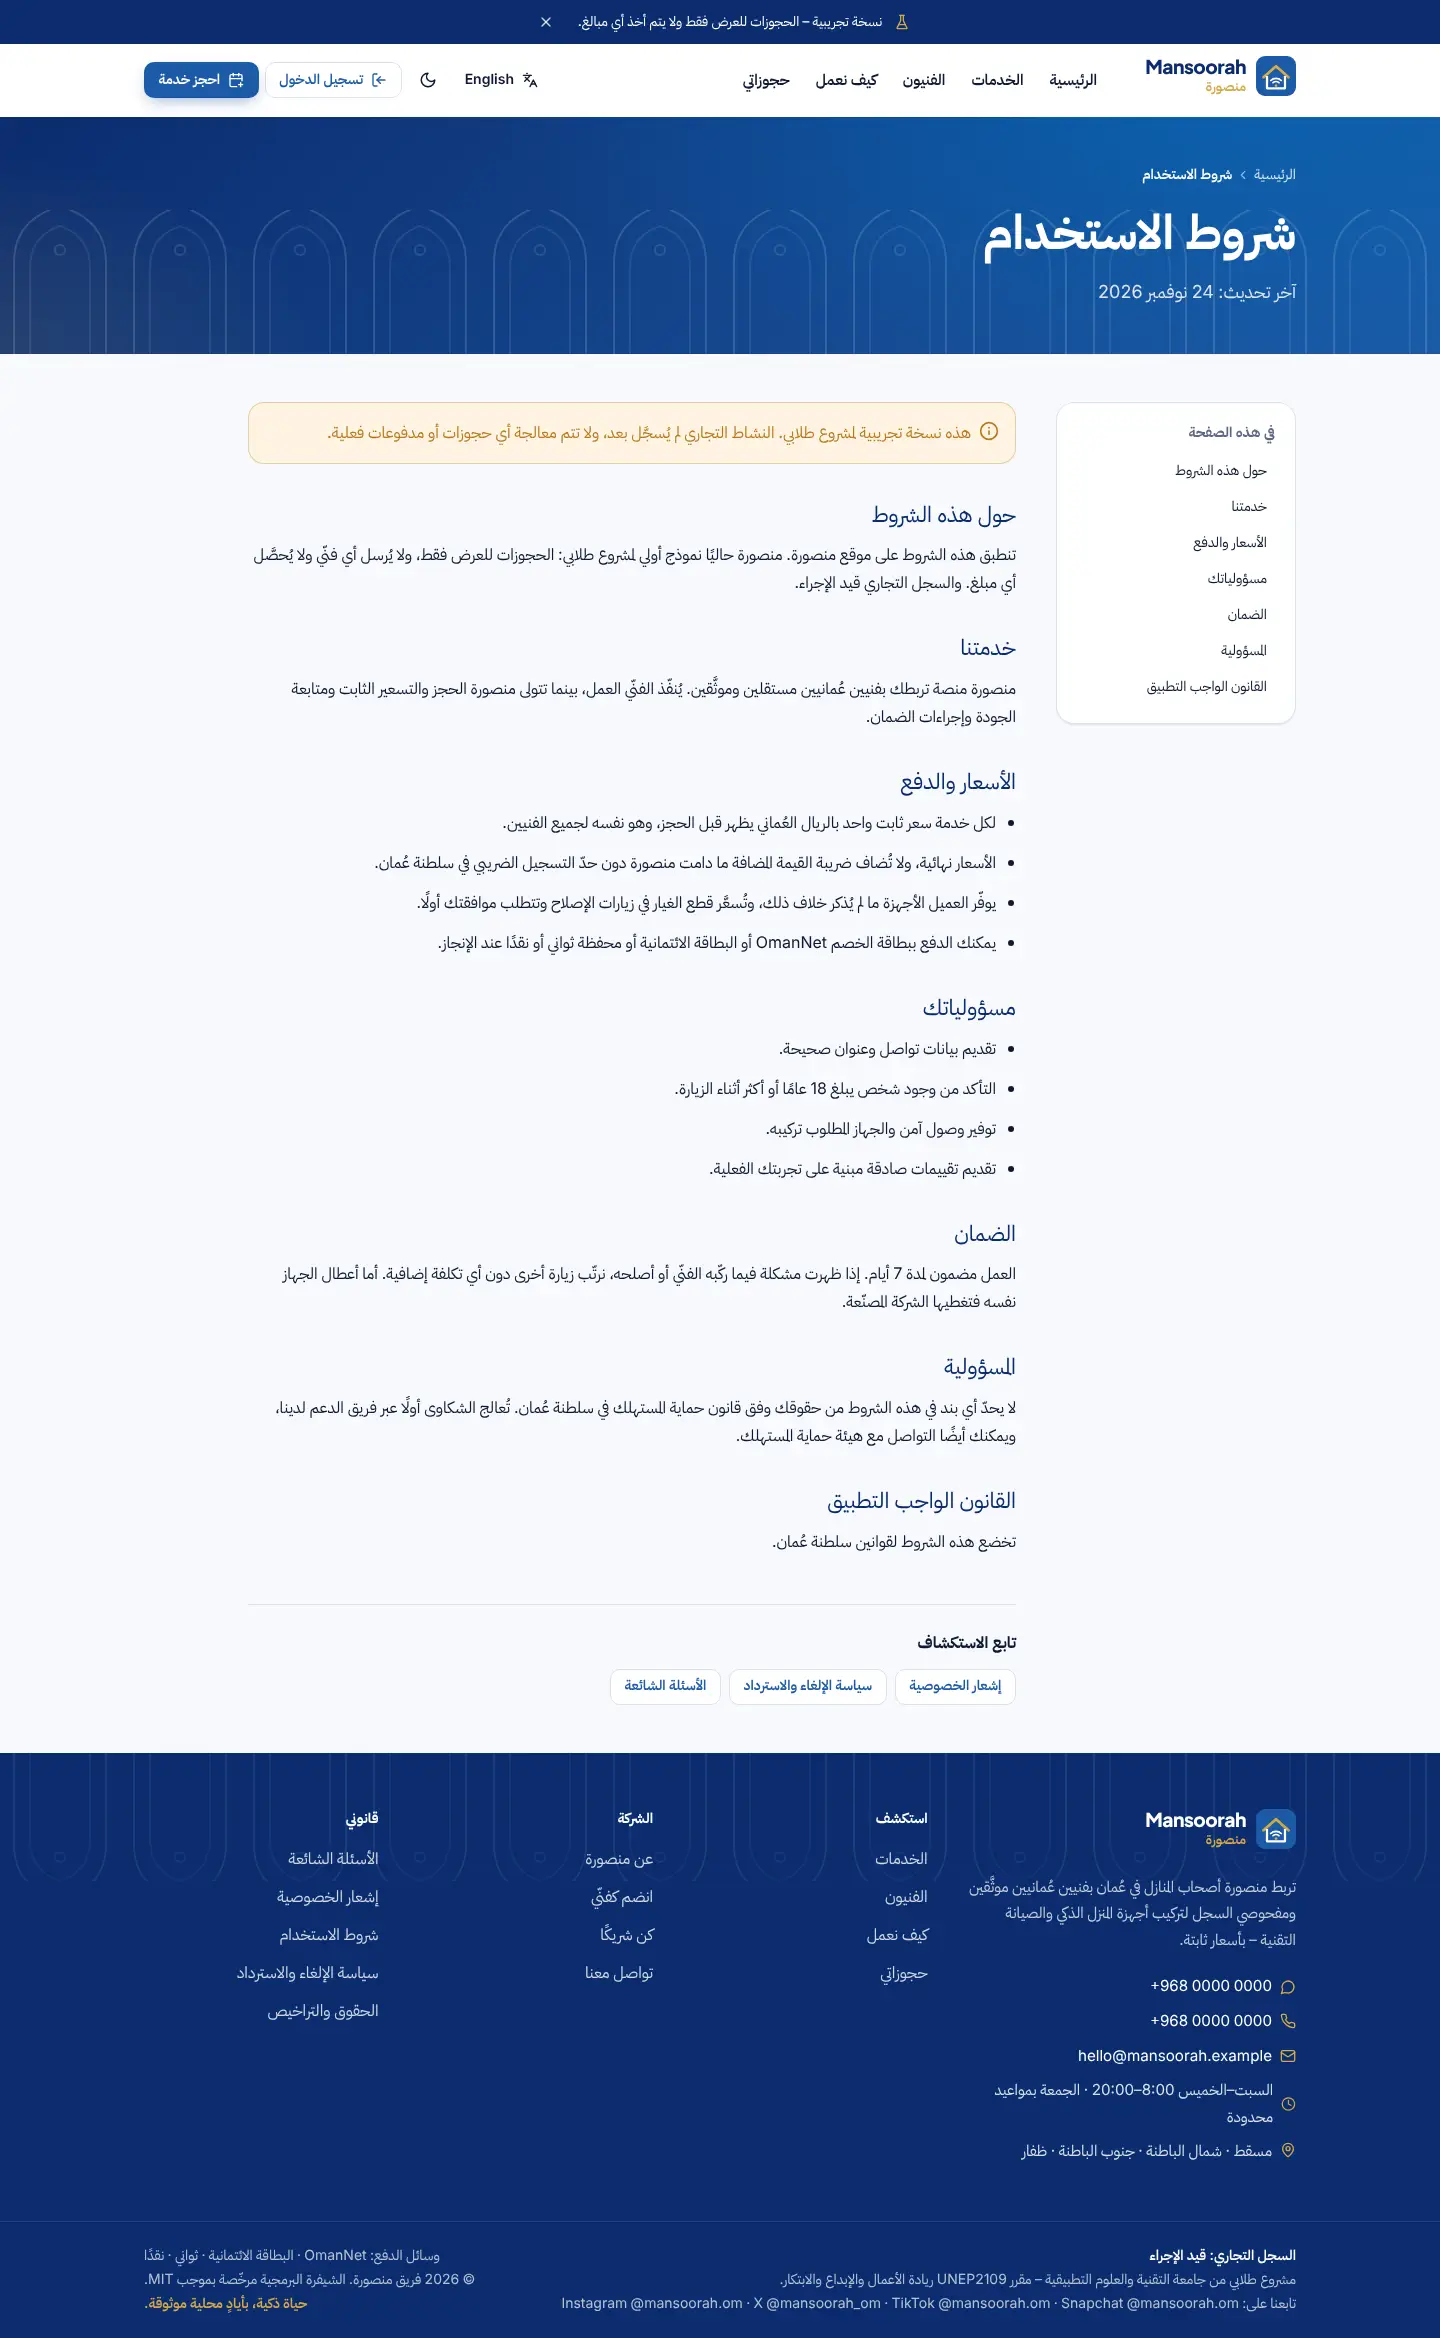 نسخة تجريبية – الحجوزات للعرض فقط ولا يتم أخذ أي مبالغ.
Mansoorah
منصورة
الرئيسية
الخدمات
الفنيون
كيف نعمل
حجوزاتي
English
تسجيل الدخول
احجز خدمة
الرئيسية
شروط الاستخدام
شروط الاستخدام
آخر تحديث: 24 نوفمبر 2026
في هذه الصفحة
حول هذه الشروط
خدمتنا
الأسعار والدفع
مسؤولياتك
الضمان
المسؤولية
القانون الواجب التطبيق
هذه نسخة تجريبية لمشروع طلابي. النشاط التجاري لم يُسجَّل بعد، ولا تتم معالجة أي حجوزات أو مدفوعات فعلية.
حول هذه الشروط
تنطبق هذه الشروط على موقع منصورة. منصورة حاليًا نموذج أولي لمشروع طلابي: الحجوزات للعرض فقط، ولا يُرسل أي فنّي ولا يُحصَّل
أي مبلغ. والسجل التجاري قيد الإجراء.
خدمتنا
منصورة منصة تربطك بفنيين عُمانيين مستقلين وموثَّقين. يُنفّذ الفنّي العمل، بينما تتولى منصورة الحجز والتسعير الثابت ومتابعة
الجودة وإجراءات الضمان.
الأسعار والدفع
• لكل خدمة سعر ثابت واحد بالريال العُماني يظهر قبل الحجز، وهو نفسه لجميع الفنيين.
• الأسعار نهائية، ولا تُضاف ضريبة القيمة المضافة ما دامت منصورة دون حدّ التسجيل الضريبي في سلطنة عُمان.
• يوفّر العميل الأجهزة ما لم يُذكر خلاف ذلك، وتُسعَّر قطع الغيار في زيارات الإصلاح وتتطلب موافقتك أولًا.
• يمكنك الدفع ببطاقة الخصم OmanNet أو البطاقة الائتمانية أو محفظة ثواني أو نقدًا عند الإنجاز.
مسؤولياتك
• تقديم بيانات تواصل وعنوان صحيحة.
• التأكد من وجود شخص يبلغ 18 عامًا أو أكثر أثناء الزيارة.
• توفير وصول آمن والجهاز المطلوب تركيبه.
• تقديم تقييمات صادقة مبنية على تجربتك الفعلية.
الضمان
العمل مضمون لمدة 7 أيام. إذا ظهرت مشكلة فيما ركّبه الفنّي أو أصلحه، نرتّب زيارة أخرى دون أي تكلفة إضافية. أما أعطال الجهاز
نفسه فتغطيها الشركة المصنّعة.
المسؤولية
لا يحدّ أي بند في هذه الشروط من حقوقك وفق قانون حماية المستهلك في سلطنة عُمان. تُعالج الشكاوى أولًا عبر فريق الدعم لدينا،
ويمكنك أيضًا التواصل مع هيئة حماية المستهلك.
القانون الواجب التطبيق
تخضع هذه الشروط لقوانين سلطنة عُمان.
تابع الاستكشاف
إشعار الخصوصية
سياسة الإلغاء والاسترداد
الأسئلة الشائعة
Mansoorah
منصورة
تربط منصورة أصحاب المنازل في عُمان بفنيين عُمانيين موثَّقين
ومفحوصي السجل لتركيب أجهزة المنزل الذكي والصيانة
التقنية – بأسعار ثابتة.
+968 0000 0000
+968 0000 0000
hello@mansoorah.example
السبت–الخميس 8:00–20:00 · الجمعة بمواعيد
محدودة
مسقط · شمال الباطنة · جنوب الباطنة · ظفار
استكشف
الخدمات
الفنيون
كيف نعمل
حجوزاتي
الشركة
عن منصورة
انضم كفنّي
كن شريكًا
تواصل معنا
قانوني
الأسئلة الشائعة
إشعار الخصوصية
شروط الاستخدام
سياسة الإلغاء والاسترداد
الحقوق والتراخيص
السجل التجاري: قيد الإجراء
مشروع طلابي من جامعة التقنية والعلوم التطبيقية – مقرر UNEP2109 ريادة الأعمال والإبداع والابتكار.
تابعنا على: Instagram @mansoorah.om · X @mansoorah_om · TikTok @mansoorah.om · Snapchat @mansoorah.om
وسائل الدفع: OmanNet · البطاقة الائتمانية · ثواني · نقدًا
© 2026 فريق منصورة. الشيفرة البرمجية مرخّصة بموجب MIT.
حياة ذكية، بأيادٍ محلية موثوقة.